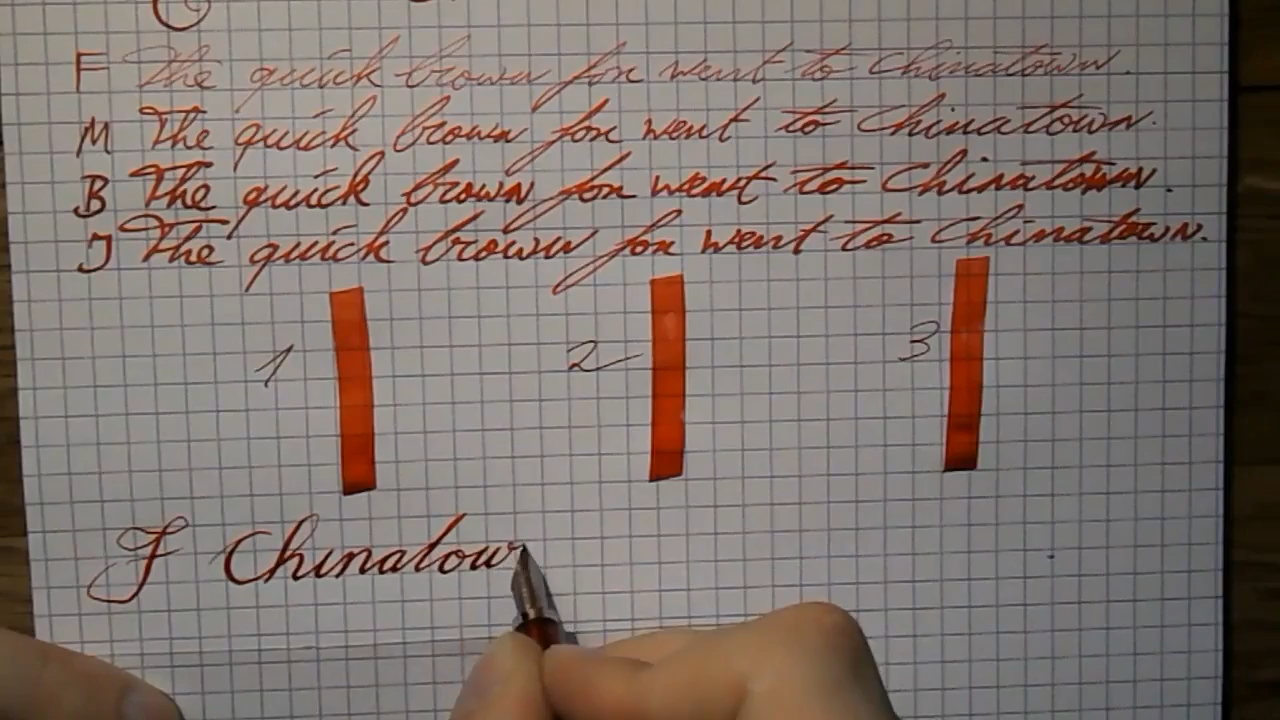 F The quick brown fox went to Chinatown.
M The quick brown fox went to Chinatown.
B The quick brown fox went to Chinatown.
J The quick brown fox went to Chinatown.
1 2 3
F Chinatow